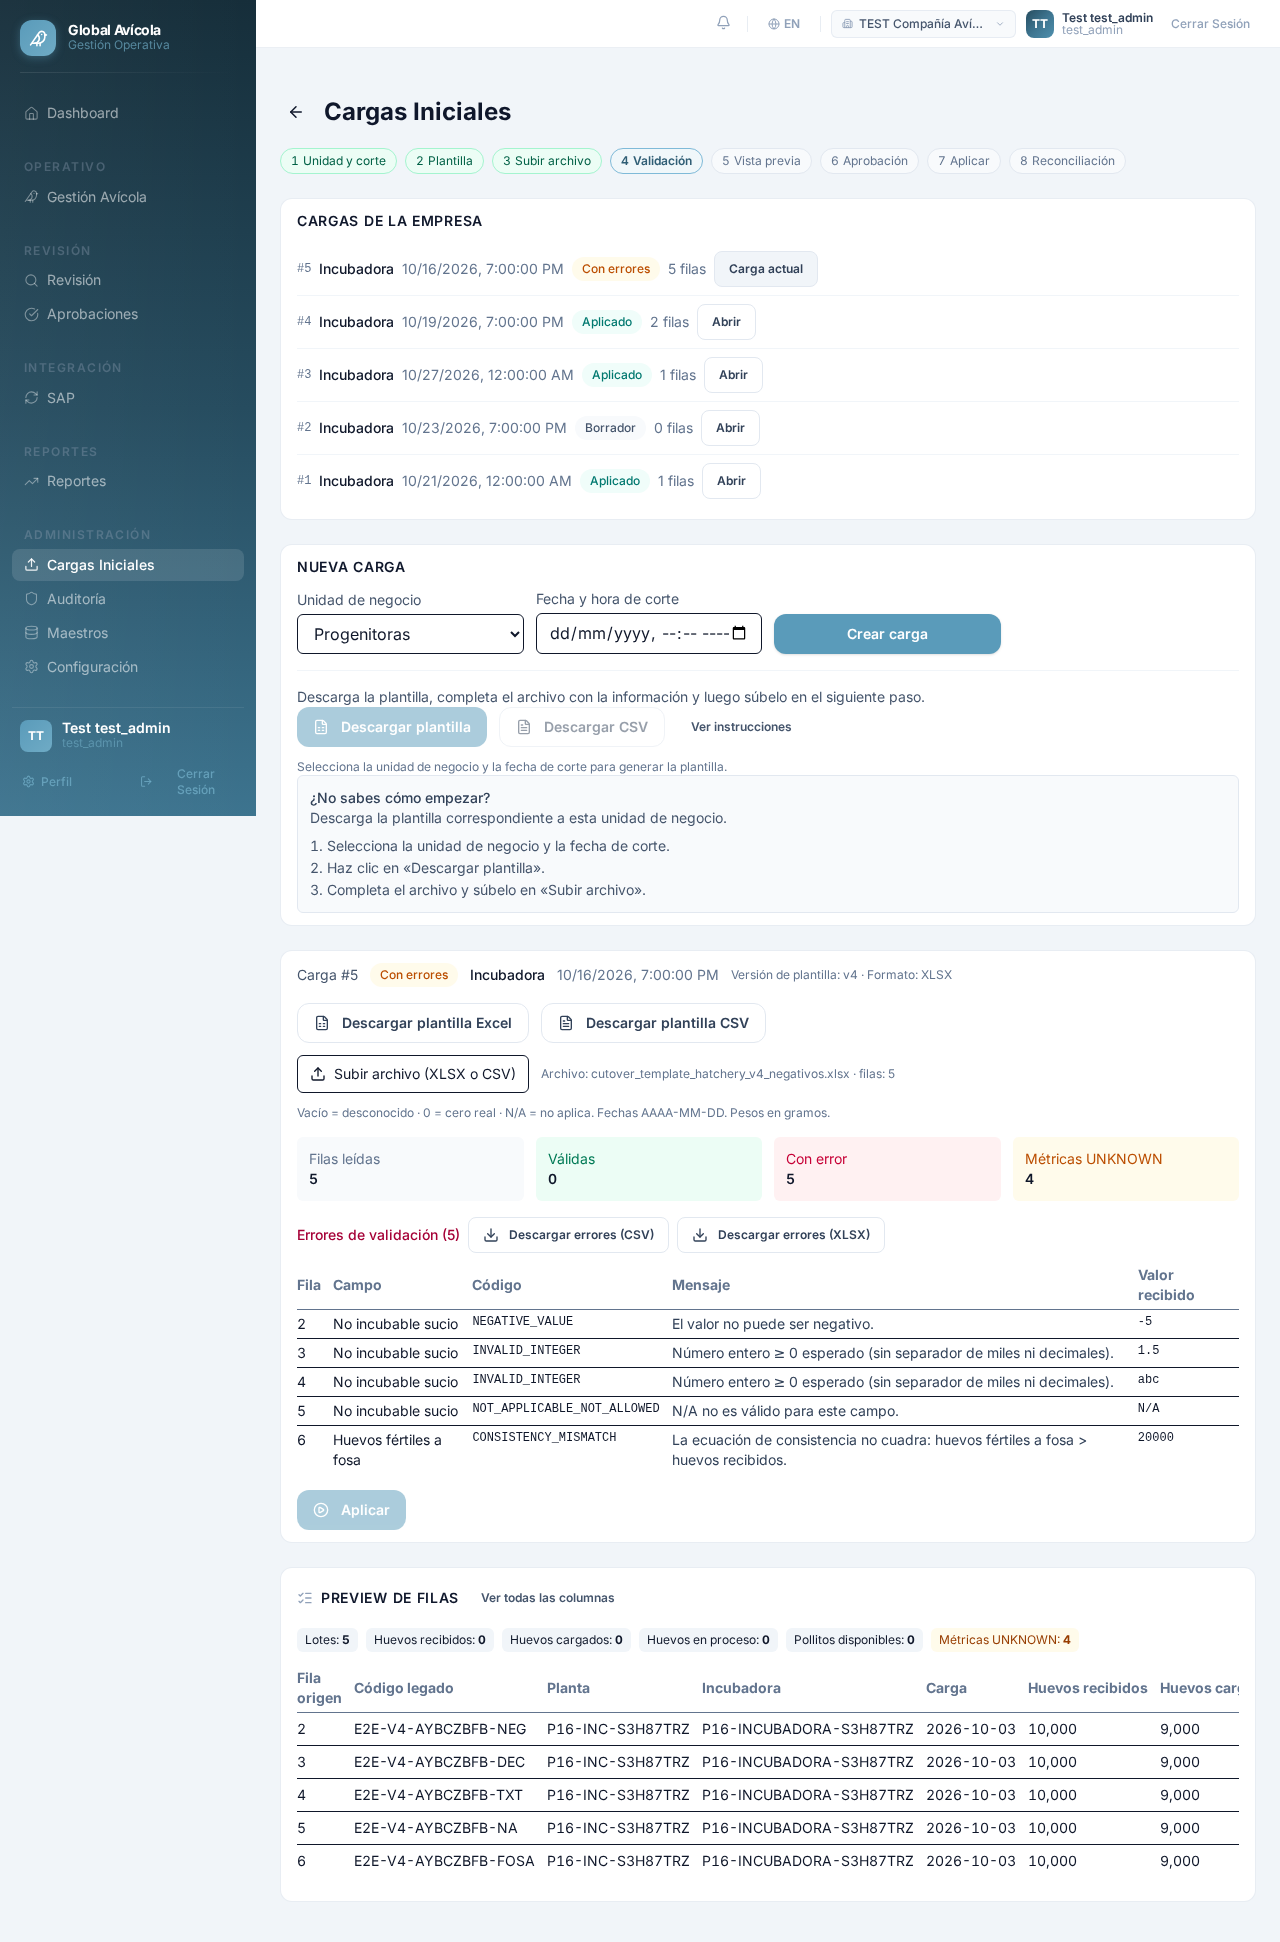 Global Avícola
Gestión Operativa
Dashboard
OPERATIVO
Gestión Avícola
REVISIÓN
Revisión
Aprobaciones
INTEGRACIÓN
SAP
REPORTES
Reportes
ADMINISTRACIÓN
Cargas Iniciales
Auditoría
Maestros
Configuración
TT Test test_admin
test_admin
Perfil
Cerrar Sesión
EN TEST Compañía Aví... TT Test test_admin test_admin Cerrar Sesión
Cargas Iniciales
1 Unidad y corte 2 Plantilla 3 Subir archivo 4 Validación 5 Vista previa 6 Aprobación 7 Aplicar 8 Reconciliación
CARGAS DE LA EMPRESA
#5 Incubadora 10/16/2026, 7:00:00 PM Con errores 5 filas Carga actual
#4 Incubadora 10/19/2026, 7:00:00 PM Aplicado 2 filas Abrir
#3 Incubadora 10/27/2026, 12:00:00 AM Aplicado 1 filas Abrir
#2 Incubadora 10/23/2026, 7:00:00 PM Borrador 0 filas Abrir
#1 Incubadora 10/21/2026, 12:00:00 AM Aplicado 1 filas Abrir
NUEVA CARGA
Unidad de negocio Fecha y hora de corte
Progenitoras dd/mm/yyyy, --:-- ---- Crear carga
Descarga la plantilla, completa el archivo con la información y luego súbelo en el siguiente paso.
Descargar plantilla Descargar CSV Ver instrucciones
Selecciona la unidad de negocio y la fecha de corte para generar la plantilla.
¿No sabes cómo empezar?
Descarga la plantilla correspondiente a esta unidad de negocio.
1. Selecciona la unidad de negocio y la fecha de corte.
2. Haz clic en «Descargar plantilla».
3. Completa el archivo y súbelo en «Subir archivo».
Carga #5 Con errores Incubadora 10/16/2026, 7:00:00 PM Versión de plantilla: v4 · Formato: XLSX
Descargar plantilla Excel Descargar plantilla CSV
Subir archivo (XLSX o CSV) Archivo: cutover_template_hatchery_v4_negativos.xlsx · filas: 5
Vacío = desconocido · 0 = cero real · N/A = no aplica. Fechas AAAA-MM-DD. Pesos en gramos.
Filas leídas Válidas Con error Métricas UNKNOWN
5 0 5 4
Errores de validación (5) Descargar errores (CSV) Descargar errores (XLSX)
Fila Campo Código Mensaje Valor recibido
2 No incubable sucio NEGATIVE_VALUE El valor no puede ser negativo. -5
3 No incubable sucio INVALID_INTEGER Número entero ≥ 0 esperado (sin separador de miles ni decimales). 1.5
4 No incubable sucio INVALID_INTEGER Número entero ≥ 0 esperado (sin separador de miles ni decimales). abc
5 No incubable sucio NOT_APPLICABLE_NOT_ALLOWED N/A no es válido para este campo. N/A
6 Huevos fértiles a fosa CONSISTENCY_MISMATCH La ecuación de consistencia no cuadra: huevos fértiles a fosa > huevos recibidos. 20000
Aplicar
PREVIEW DE FILAS Ver todas las columnas
Lotes: 5 Huevos recibidos: 0 Huevos cargados: 0 Huevos en proceso: 0 Pollitos disponibles: 0 Métricas UNKNOWN: 4
Fila origen Código legado Planta Incubadora Carga Huevos recibidos Huevos carg
2 E2E-V4-AYBCZBFB-NEG P16-INC-S3H87TRZ P16-INCUBADORA-S3H87TRZ 2026-10-03 10,000 9,000
3 E2E-V4-AYBCZBFB-DEC P16-INC-S3H87TRZ P16-INCUBADORA-S3H87TRZ 2026-10-03 10,000 9,000
4 E2E-V4-AYBCZBFB-TXT P16-INC-S3H87TRZ P16-INCUBADORA-S3H87TRZ 2026-10-03 10,000 9,000
5 E2E-V4-AYBCZBFB-NA P16-INC-S3H87TRZ P16-INCUBADORA-S3H87TRZ 2026-10-03 10,000 9,000
6 E2E-V4-AYBCZBFB-FOSA P16-INC-S3H87TRZ P16-INCUBADORA-S3H87TRZ 2026-10-03 10,000 9,000